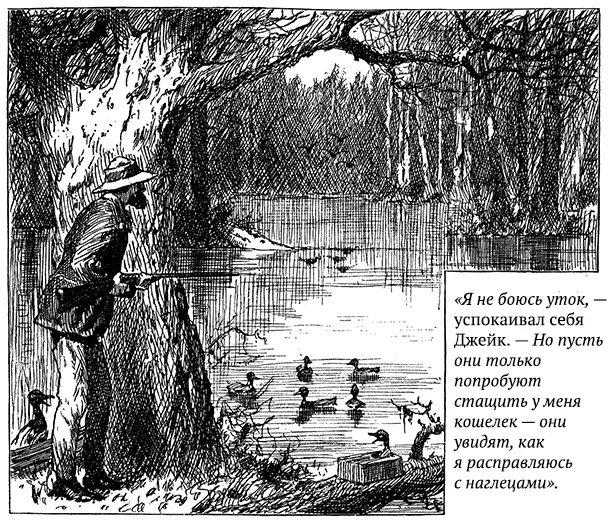 «Я не боюсь уток, —
успокаивал себя
Джейк. — Но пусть
они только
попробуют
стащить у меня
кошелек — они
увидят, как
я расправляюсь
с наглецами».